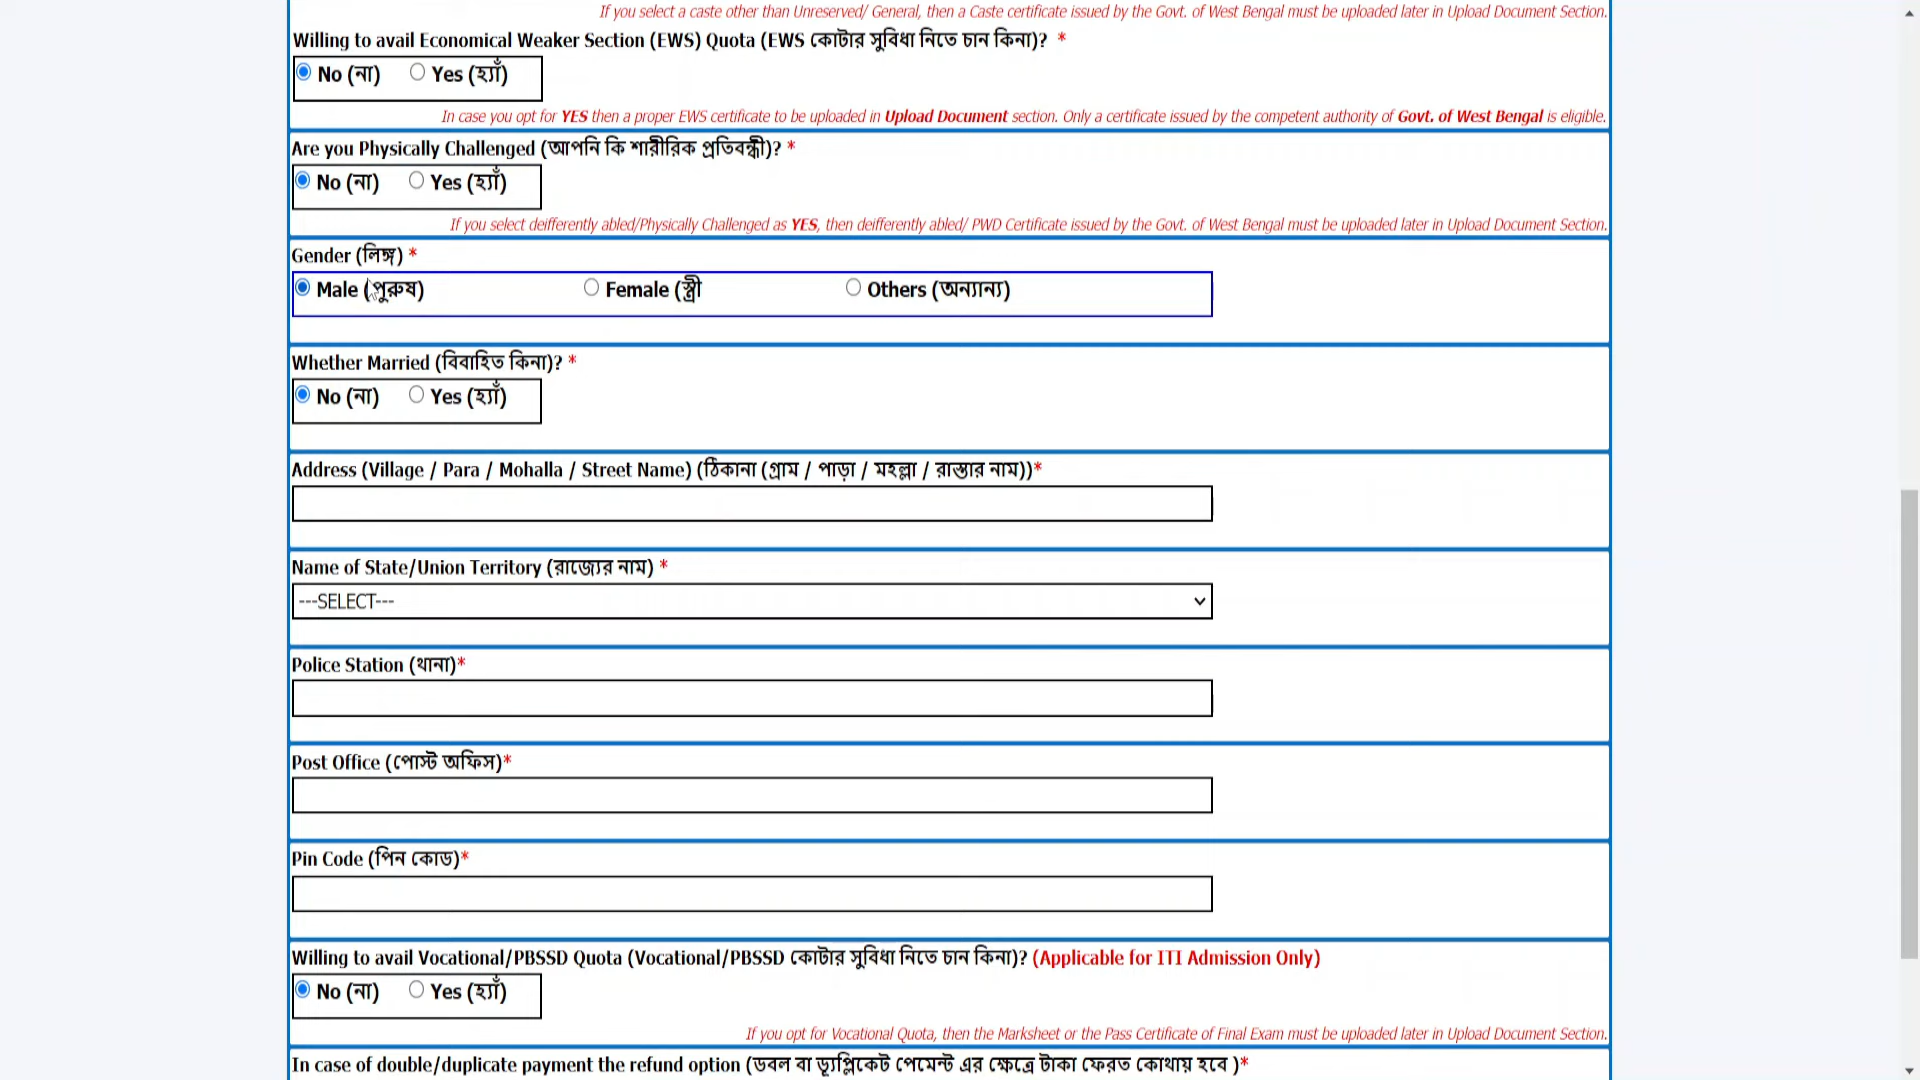 If you select a caste other than Unreserved/ General, then a Caste certificate issued by the Govt. of West Bengal must be uploaded later in Upload Document Section.
Willing to avail Economical Weaker Section (EWS) Quota (EWS কোটার সুবিধা নিতে চান কিনা)? *
No (না) Yes (হ্যাঁ)
In case you opt for YES then a proper EWS certificate to be uploaded in Upload Document section. Only a certificate issued by the competent authority of Govt. of West Bengal is eligible.
Are you Physically Challenged (আপনি কি শারীরিক প্রতিবন্ধী)? *
No (না) Yes (হ্যাঁ)
If you select deifferently abled/Physically Challenged as YES, then deifferently abled/ PWD Certificate issued by the Govt. of West Bengal must be uploaded later in Upload Document Section.
Gender (লিঙ্গ) *
Male (পুরুষ) Female (স্ত্রী Others (অন্যান্য)
Whether Married (বিবাহিত কিনা)? *
No (না) Yes (হ্যাঁ)
Address (Village / Para / Mohalla / Street Name) (ঠিকানা (গ্রাম / পাড়া / মহল্লা / রাস্তার নাম))*
Name of State/Union Territory (রাজ্যের নাম) *
---SELECT---
Police Station (থানা)*
Post Office (পোস্ট অফিস)*
Pin Code (পিন কোড)*
Willing to avail Vocational/PBSSD Quota (Vocational/PBSSD কোটার সুবিধা নিতে চান কিনা)? (Applicable for ITI Admission Only)
No (না) Yes (হ্যাঁ)
If you opt for Vocational Quota, then the Marksheet or the Pass Certificate of Final Exam must be uploaded later in Upload Document Section.
In case of double/duplicate payment the refund option (ডবল বা ড্যুপ্লিকেট পেমেন্ট এর ক্ষেত্রে টাকা ফেরত কোথায় হবে )*